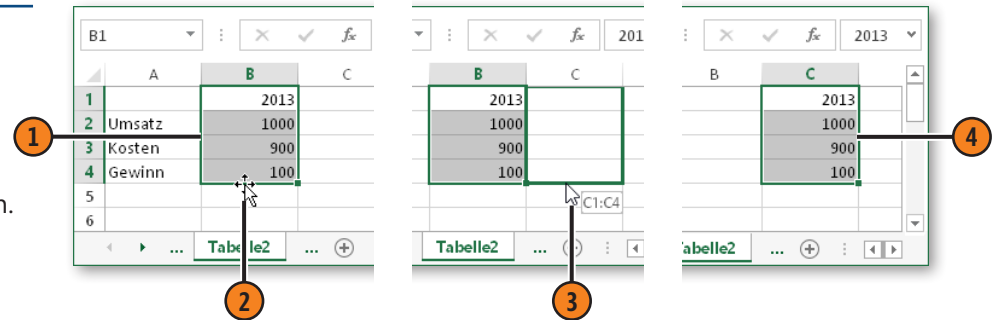 B1 fx
A B C
1 2013
2 Umsatz 1000
3 Kosten 900
4 Gewinn 100
5
6
... Tabelle2 ...
1
2
n.
fx 201
B C
2013
1000
900
100
C1:C4
Tabelle2 ...
3
fx 2013
B C
2013
1000
900
100
abelle2 ...
4